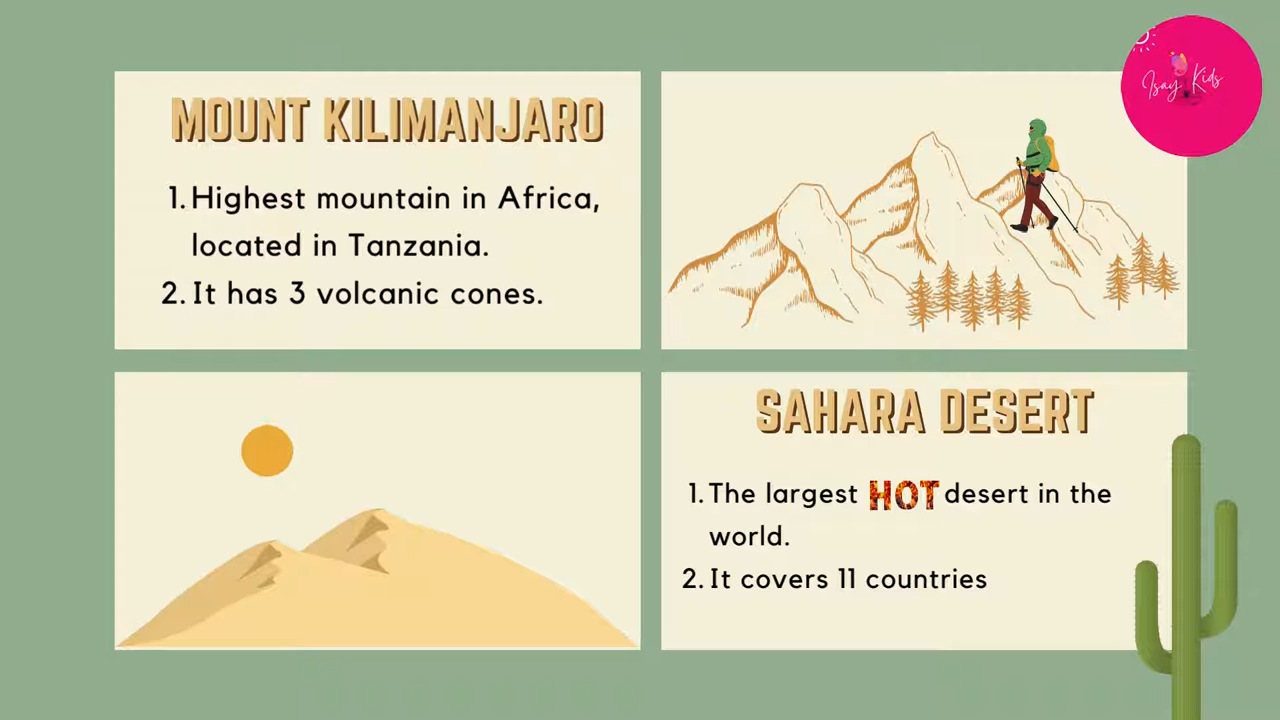 Isay Kids
MOUNT KILIMANJARO
1. Highest mountain in Africa,
located in Tanzania.
2. It has 3 volcanic cones.
SAHARA DESERT
1. The largest HOT desert in the
world.
2. It covers 11 countries